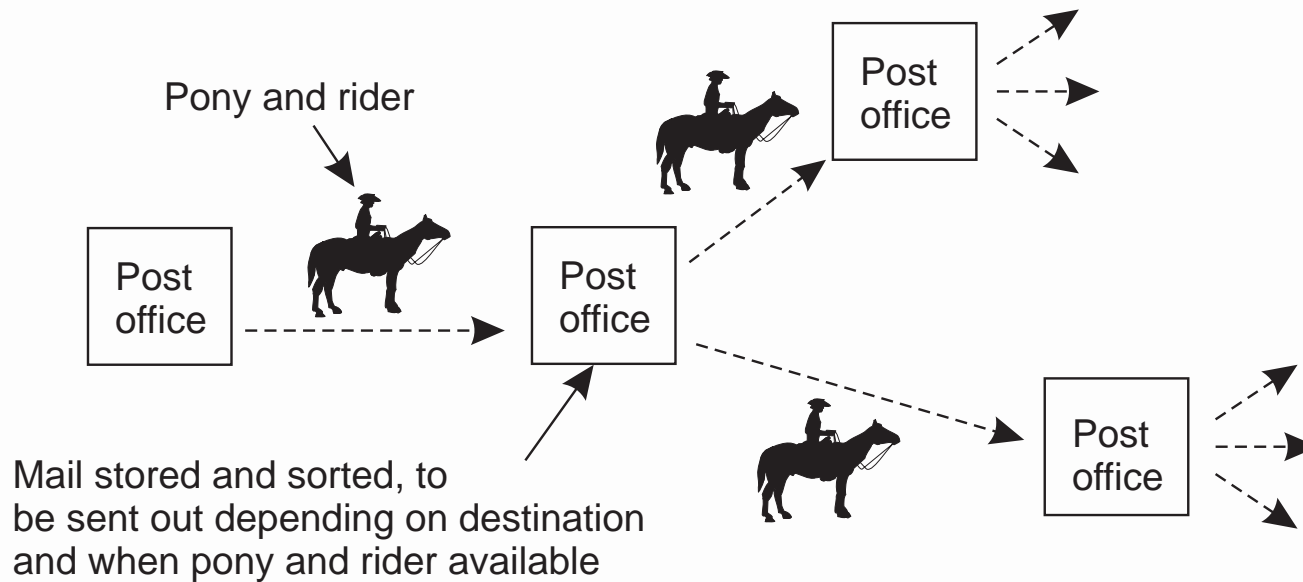 Pony and rider
Post
office
Post
office
Post
office
Post
office
Mail stored and sorted, to
be sent out depending on destination
and when pony and rider available